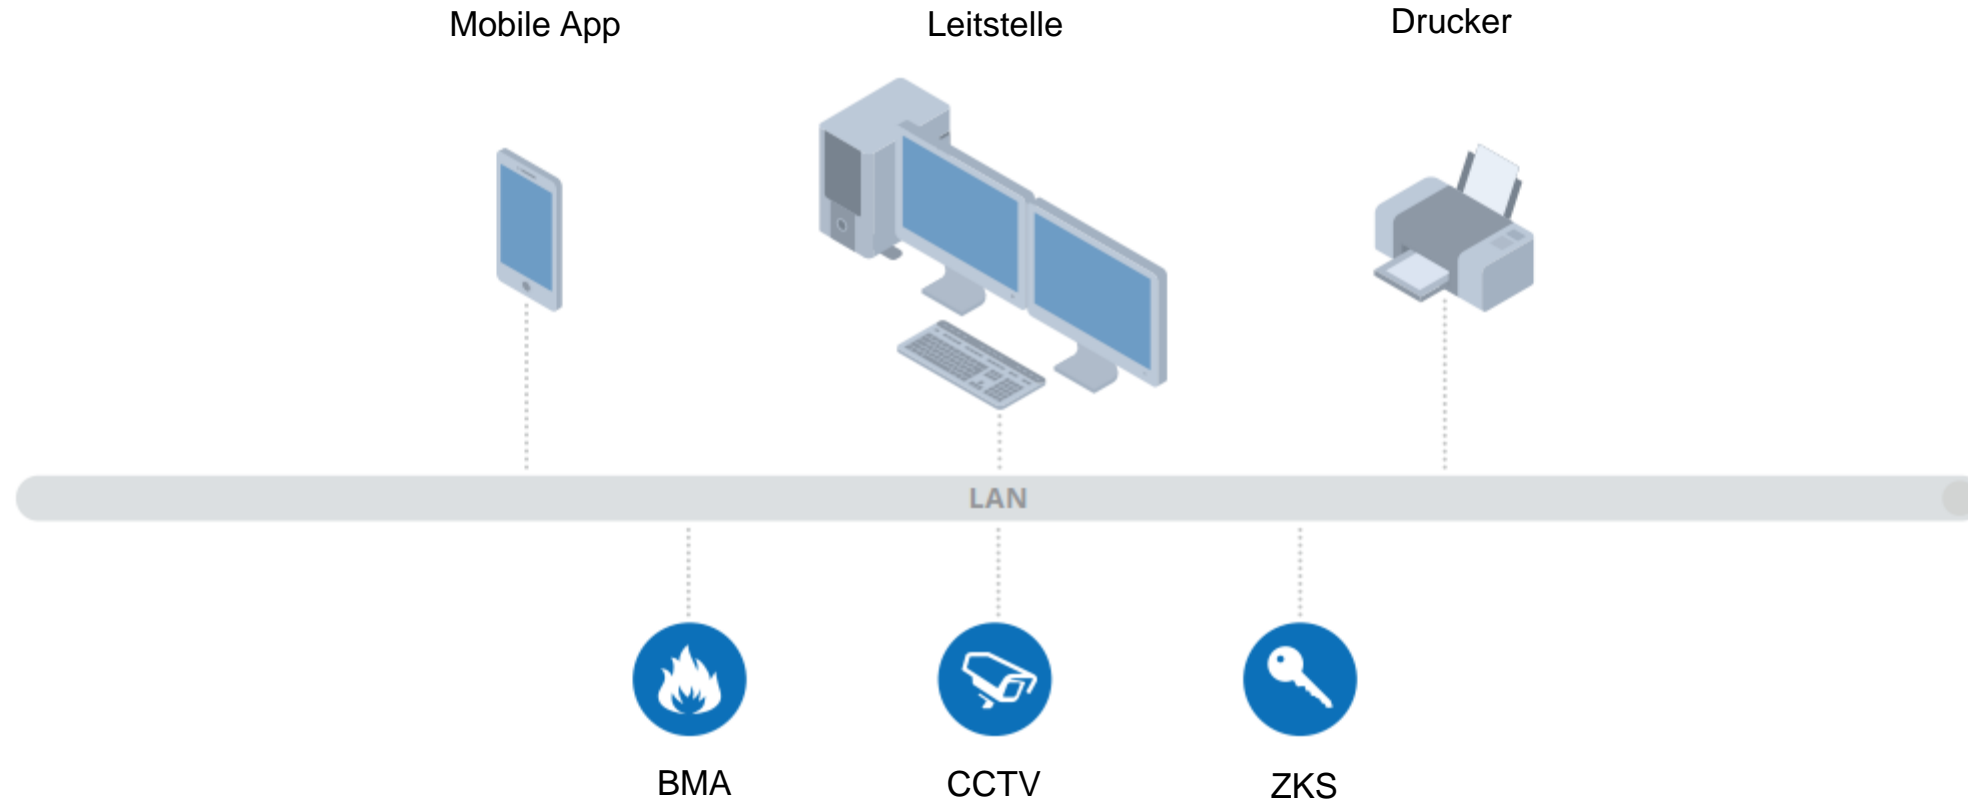 Mobile App
Leitstelle
Drucker
LAN
BMA
CCTV
ZKS